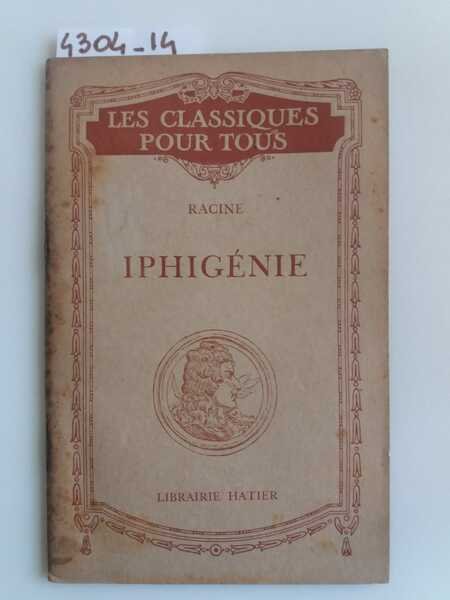 4304-14
LES CLASSIQUES
POUR TOUS
RACINE
IPHIGÉNIE
LIBRAIRIE HATIER